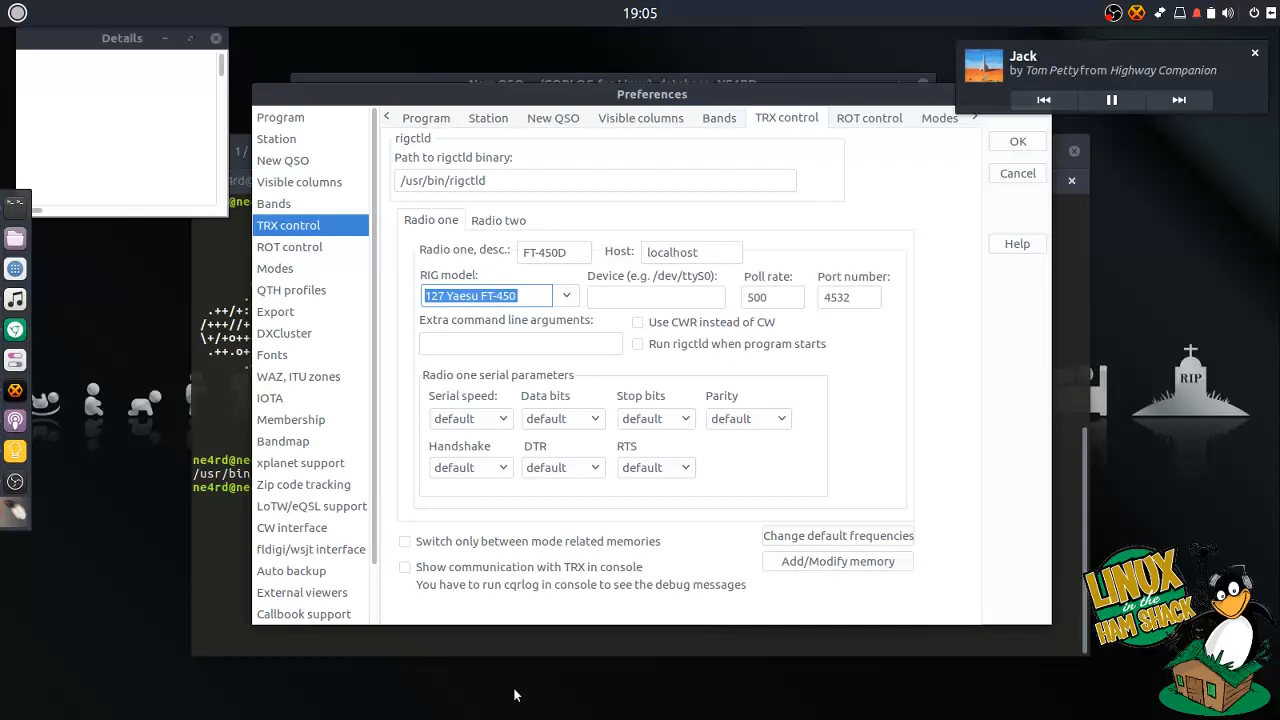 19:05
Details
Jack
by Tom Petty from Highway Companion
Preferences
Program
Station
New QSO
Visible columns
Bands
TRX control
ROT control
Modes
QTH profiles
Export
DXCluster
Fonts
WAZ, ITU zones
IOTA
Membership
Bandmap
xplanet support
Zip code tracking
LoTW/eQSL support
CW interface
fldigi/wsjt interface
Auto backup
External viewers
Callbook support
Program Station New QSO Visible columns Bands TRX control ROT control Modes
rigctld
Path to rigctld binary:
/usr/bin/rigctld
Radio one Radio two
Radio one, desc.: FT-450D Host: localhost
RIG model: Device (e.g. /dev/ttyS0): Poll rate: Port number:
127 Yaesu FT-450 500 4532
Extra command line arguments: Use CWR instead of CW
Run rigctld when program starts
Radio one serial parameters
Serial speed: Data bits Stop bits Parity
default default default default
Handshake DTR RTS
default default default
Switch only between mode related memories
Change default frequencies
Show communication with TRX in console
Add/Modify memory
You have to run cqrlog in console to see the debug messages
OK
Cancel
Help
1 /
4rd@
@ne
.++/+:
/+++//+
\+/o++
.++.o+
ne4rd@ne
/usr/bin
ne4rd@ne
RIP
LINUX
in the
HAM SHACK